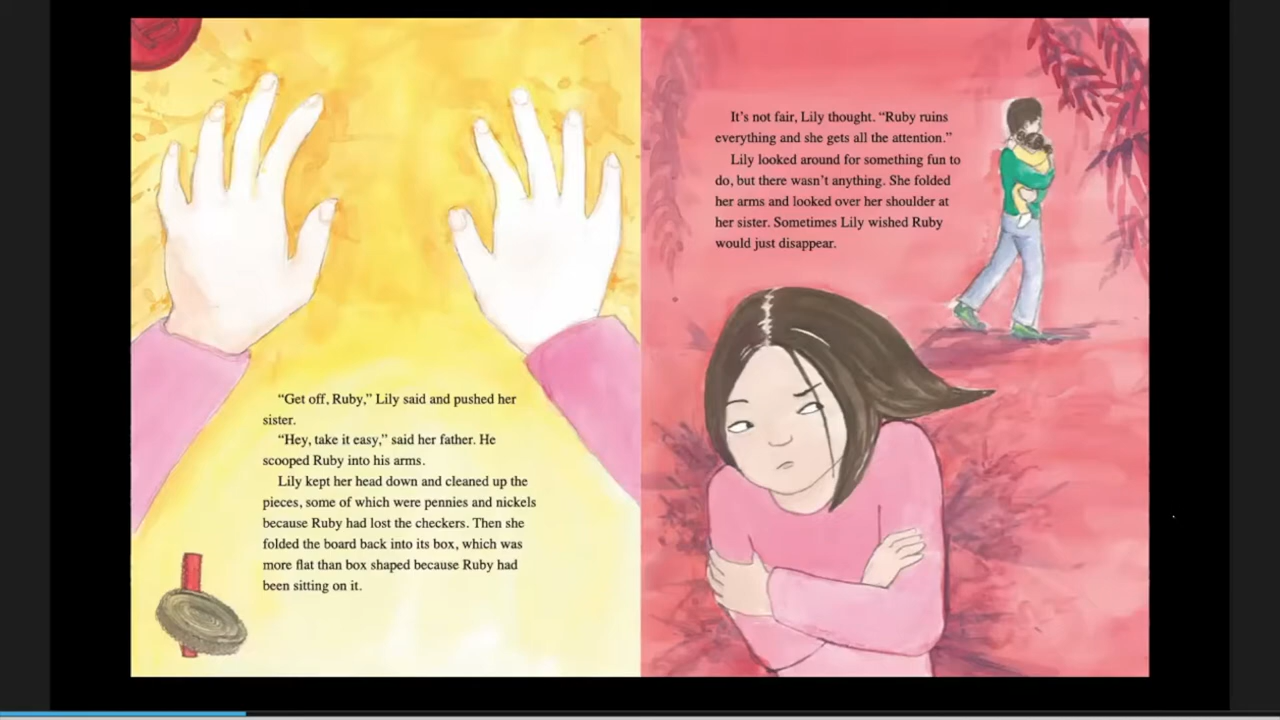 “Get off, Ruby,” Lily said and pushed her
sister.
“Hey, take it easy,” said her father. He
scooped Ruby into his arms.
Lily kept her head down and cleaned up the
pieces, some of which were pennies and nickels
because Ruby had lost the checkers. Then she
folded the board back into its box, which was
more flat than box shaped because Ruby had
been sitting on it.
It’s not fair, Lily thought. “Ruby ruins
everything and she gets all the attention.”
Lily looked around for something fun to
do, but there wasn’t anything. She folded
her arms and looked over her shoulder at
her sister. Sometimes Lily wished Ruby
would just disappear.